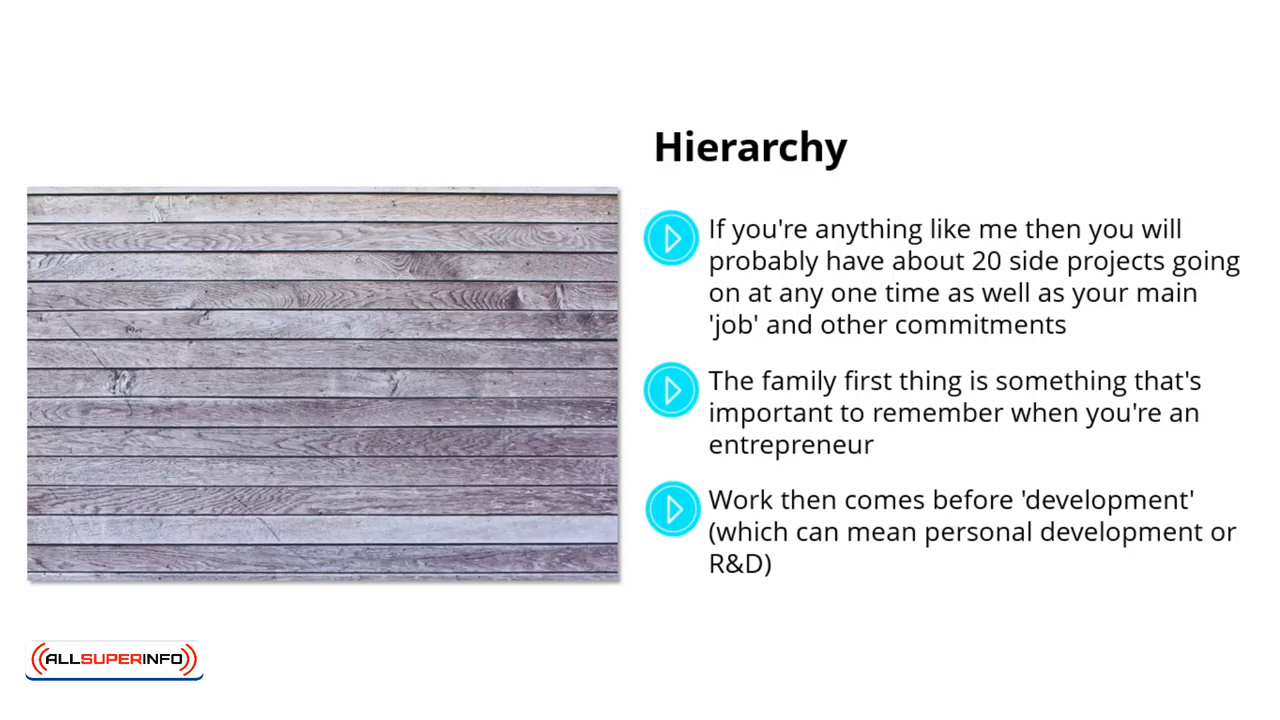 Hierarchy
If you're anything like me then you will
probably have about 20 side projects going
on at any one time as well as your main
'job' and other commitments
The family first thing is something that's
important to remember when you're an
entrepreneur
Work then comes before 'development'
(which can mean personal development or
R&D)
ALLSUPERINFO